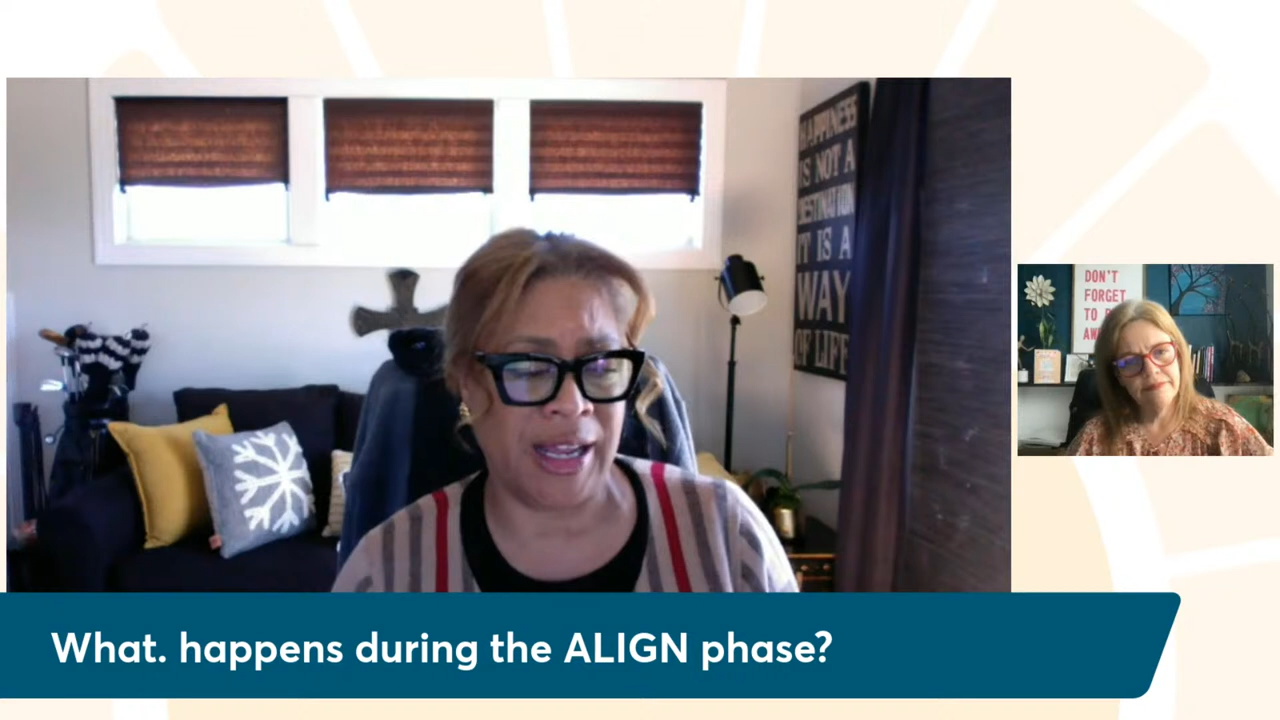 HAPPINESS
IS NOT A
DESTINATION
IT IS A
WAY
OF LIFE
DON'T
FORGET
TO
What. happens during the ALIGN phase?